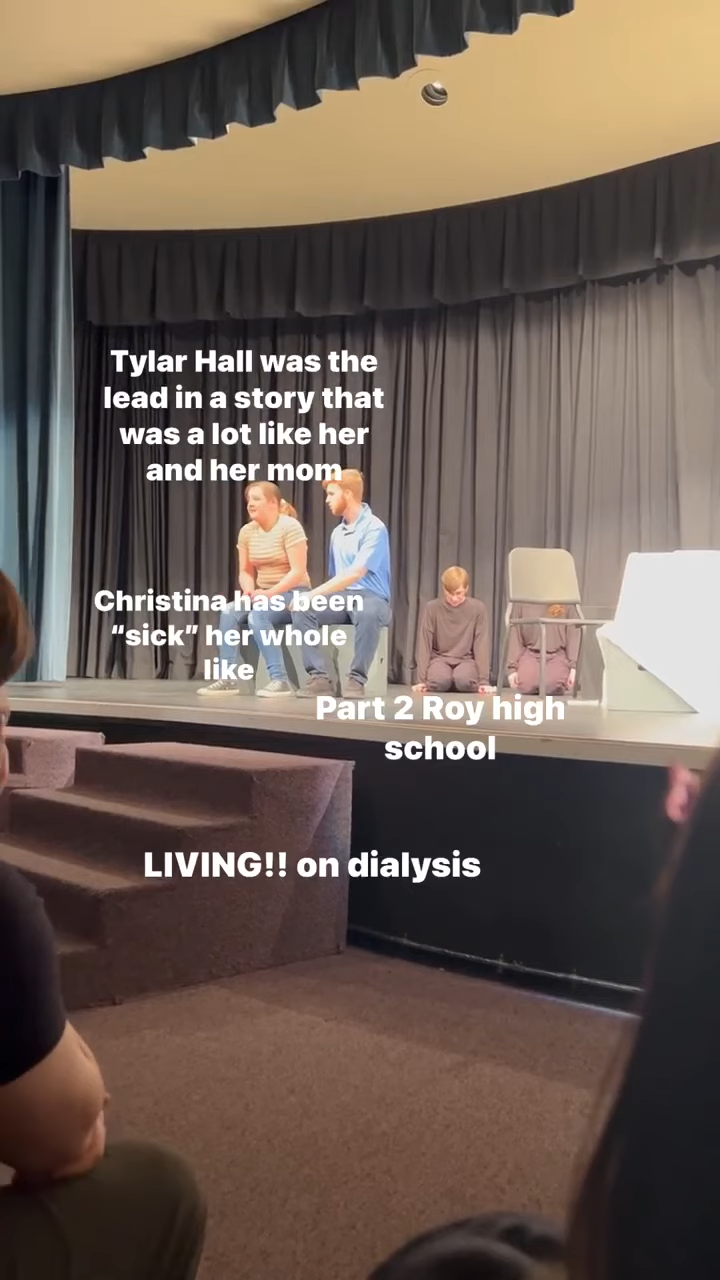 Tylar Hall was the
lead in a story that
was a lot like her
and her mom
Christina has been
“sick” her whole
like
Part 2 Roy high
school
LIVING!! on dialysis